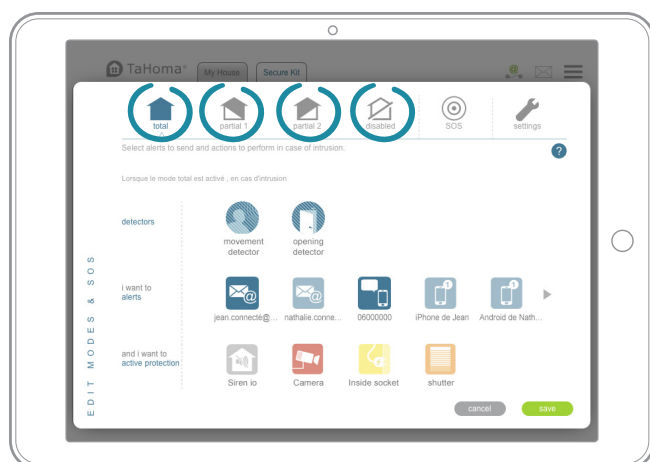 TaHoma®
My House
Secure Kit
@
total
partial 1
partial 2
disabled
SOS
settings
Select alerts to send and actions to perform in case of intrusion.
?
Lorsque le mode total est activé , en cas d'intrusion
detectors
movement
detector
opening
detector
EDIT MODES & SOS
i want to
alerts
@
@
1
1
jean.connecté@...
nathalie.conne...
06000000
iPhone de Jean
Android de Nath...
and i want to
active protection
Siren io
Camera
Inside socket
shutter
cancel
save